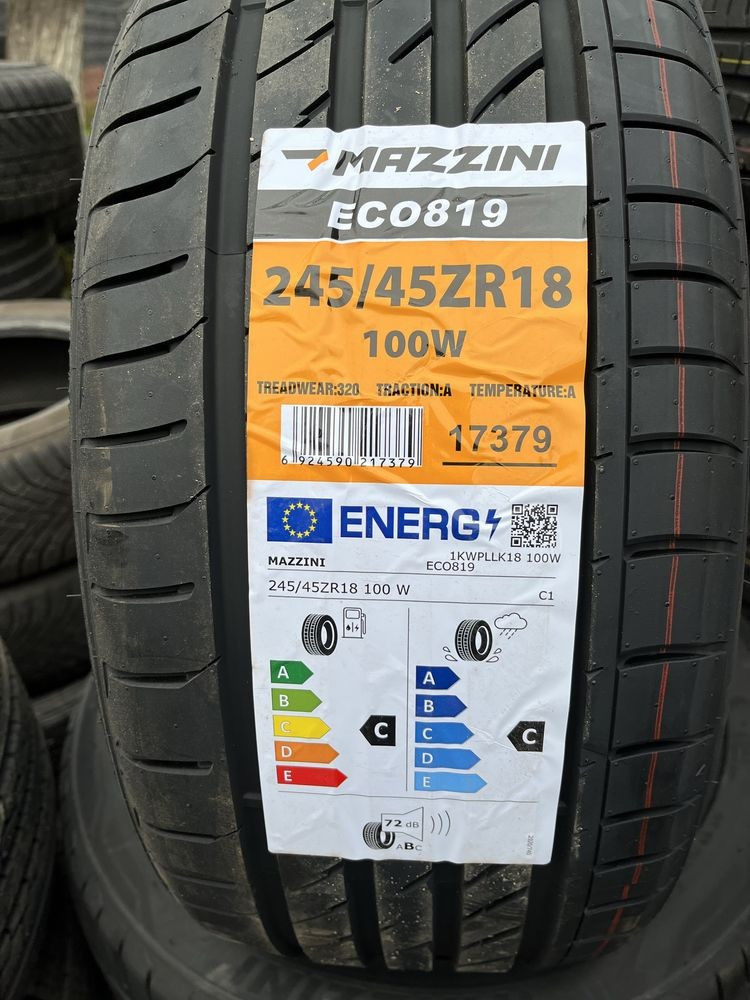 MAZZINI
ECO819
245/45ZR18
100W
TREADWEAR:320 TRACTION:A TEMPERATURE:A
6 924590 217379
17379
ENERG
MAZZINI
1KWPLLK18 100W
ECO819
245/45ZR18 100 W
C1
A
B
C
D
E
C
A
B
C
D
E
C
72 dB
ABC